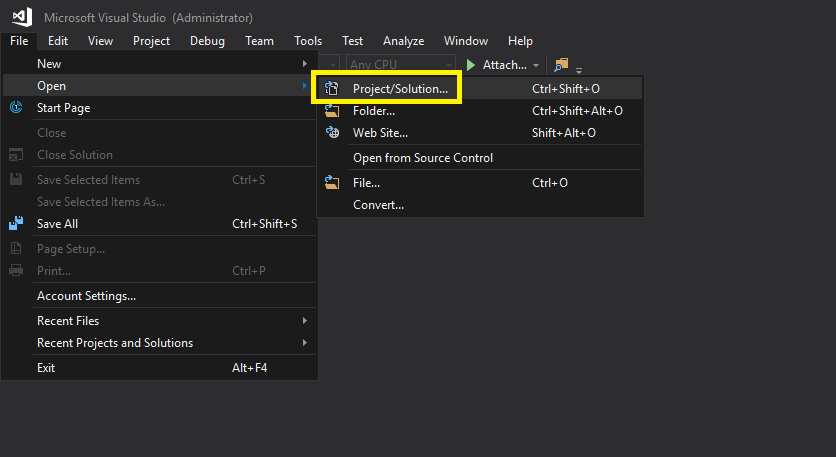 Microsoft Visual Studio (Administrator)
File Edit View Project Debug Team Tools Test Analyze Window Help
Any CPU Attach...
New
Open
Start Page
Close
Close Solution
Save Selected Items Ctrl+S
Save Selected Items As...
Save All Ctrl+Shift+S
Page Setup...
Print... Ctrl+P
Account Settings...
Recent Files
Recent Projects and Solutions
Exit Alt+F4
Project/Solution... Ctrl+Shift+O
Folder... Ctrl+Shift+Alt+O
Web Site... Shift+Alt+O
Open from Source Control
File... Ctrl+O
Convert...